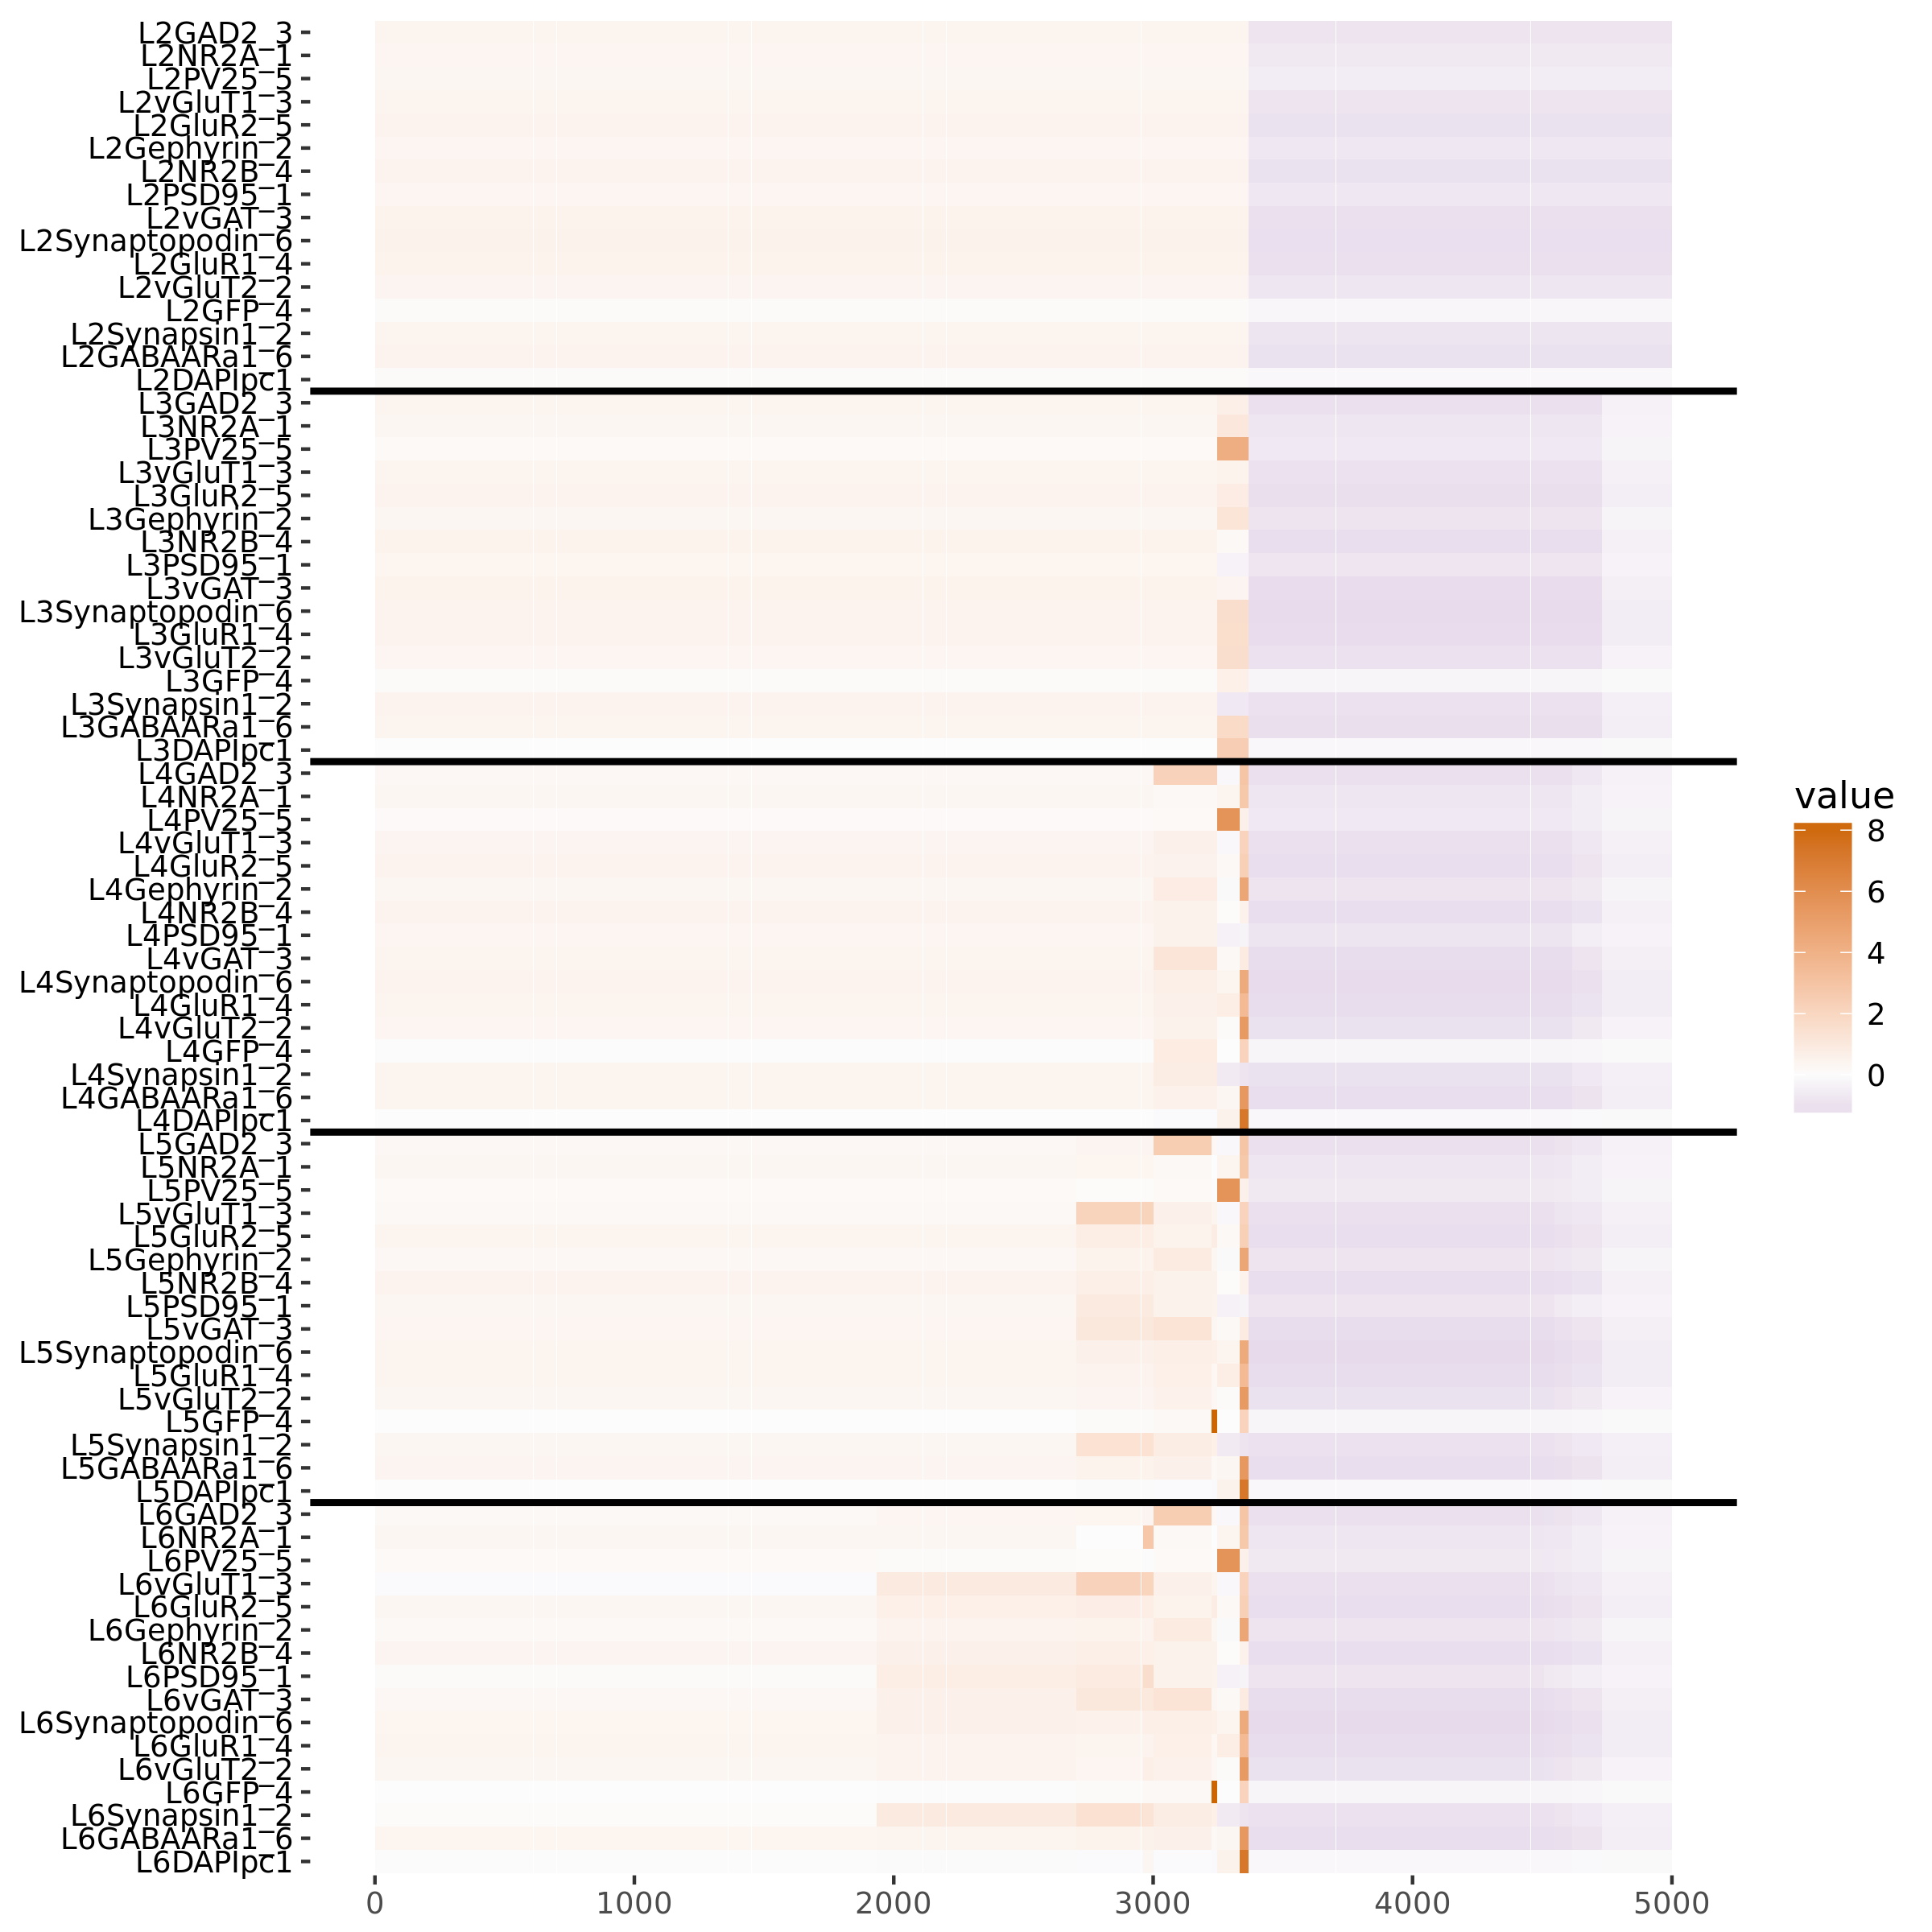 L2GAD2_3
L2NR2A_1
L2PV25_5
L2vGluT1_3
L2GluR2_5
L2Gephyrin_2
L2NR2B_4
L2PSD95_1
L2vGAT_3
L2Synaptopodin_6
L2GluR1_4
L2vGluT2_2
L2GFP_4
L2Synapsin1_2
L2GABAARa1_6
L2DAPIpc1
L3GAD2_3
L3NR2A_1
L3PV25_5
L3vGluT1_3
L3GluR2_5
L3Gephyrin_2
L3NR2B_4
L3PSD95_1
L3vGAT_3
L3Synaptopodin_6
L3GluR1_4
L3vGluT2_2
L3GFP_4
L3Synapsin1_2
L3GABAARa1_6
L3DAPIpc1
L4GAD2_3
L4NR2A_1
L4PV25_5
L4vGluT1_3
L4GluR2_5
L4Gephyrin_2
L4NR2B_4
L4PSD95_1
L4vGAT_3
L4Synaptopodin_6
L4GluR1_4
L4vGluT2_2
L4GFP_4
L4Synapsin1_2
L4GABAARa1_6
L4DAPIpc1
L5GAD2_3
L5NR2A_1
L5PV25_5
L5vGluT1_3
L5GluR2_5
L5Gephyrin_2
L5NR2B_4
L5PSD95_1
L5vGAT_3
L5Synaptopodin_6
L5GluR1_4
L5vGluT2_2
L5GFP_4
L5Synapsin1_2
L5GABAARa1_6
L5DAPIpc1
L6GAD2_3
L6NR2A_1
L6PV25_5
L6vGluT1_3
L6GluR2_5
L6Gephyrin_2
L6NR2B_4
L6PSD95_1
L6vGAT_3
L6Synaptopodin_6
L6GluR1_4
L6vGluT2_2
L6GFP_4
L6Synapsin1_2
L6GABAARa1_6
L6DAPIpc1
0 1000 2000 3000 4000 5000
value
8
6
4
2
0